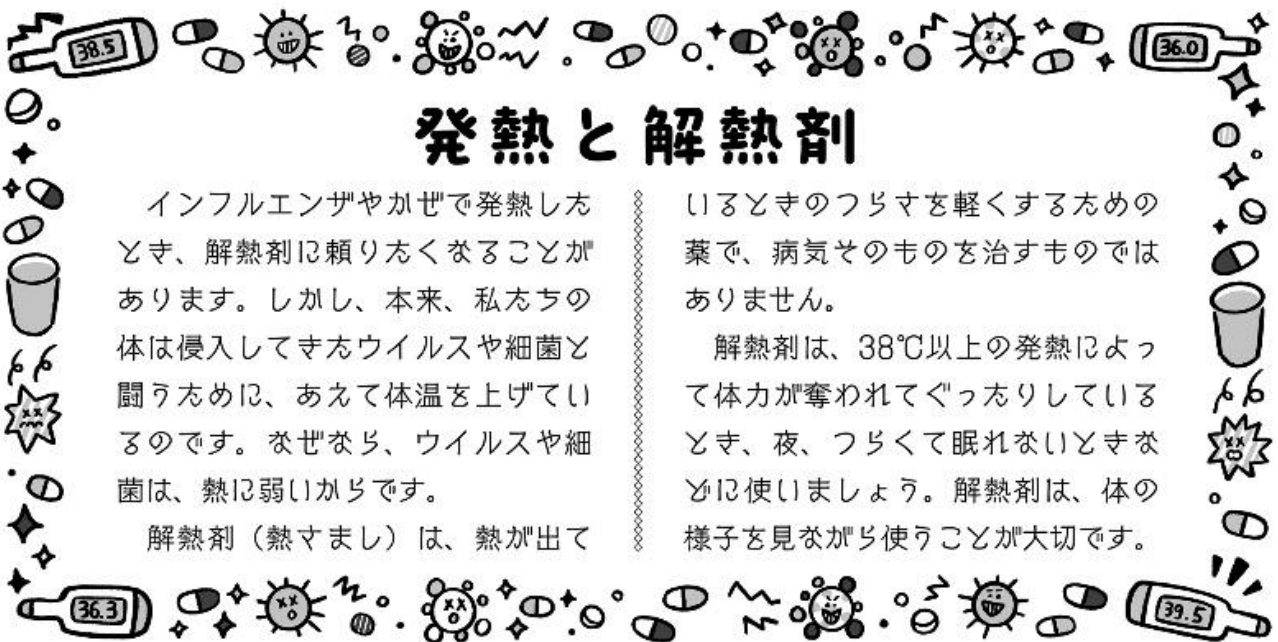 38.5
36.0
発熱と解熱剤
インフルエンザやかぜで発熱した
とき、解熱剤に頼りたくなることが
あります。しかし、本来、私たちの
体は侵入してきたウイルスや細菌と
闘うために、あえて体温を上げてい
るのです。なぜなら、ウイルスや細
菌は、熱に弱いからです。
解熱剤（熱さまし）は、熱が出て
いるときのつらさを軽くするための
薬で、病気そのものを治すものでは
ありません。
解熱剤は、38℃以上の発熱によっ
て体力が奪われてぐったりしている
とき、夜、つらくて眠れないときな
どに使いましょう。解熱剤は、体の
様子を見ながら使うことが大切です。
36.3
39.5